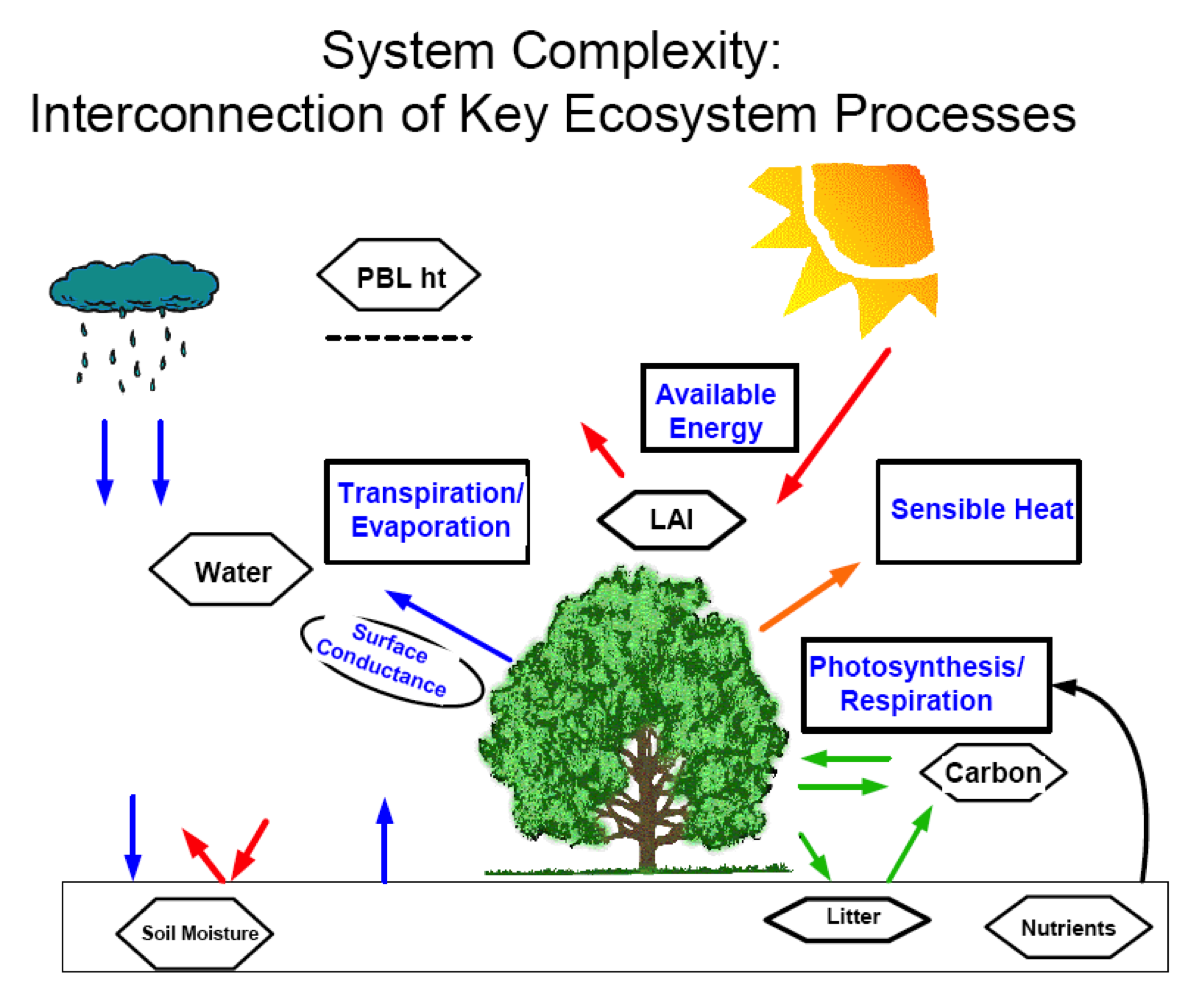 System Complexity:
Interconnection of Key Ecosystem Processes
PBL ht
Available
Energy
Transpiration/
Evaporation
LAI
Sensible Heat
Water
Surface
Conductance
Photosynthesis/
Respiration
Carbon
Soil Moisture
Litter
Nutrients